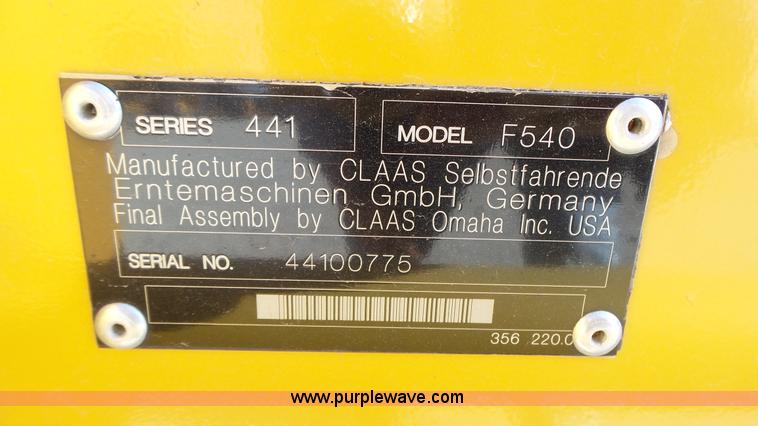 SERIES 441 MODEL F540
Manufactured by CLAAS Selbstfahrende
Erntemaschinen GmbH, Germany
Final Assembly by CLAAS Omaha Inc. USA
SERIAL NO. 44100775
356 220.0
www.purplewave.com